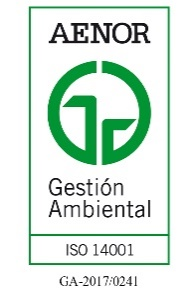 AENOR
Gestión
Ambiental
ISO 14001
GA-2017/0241